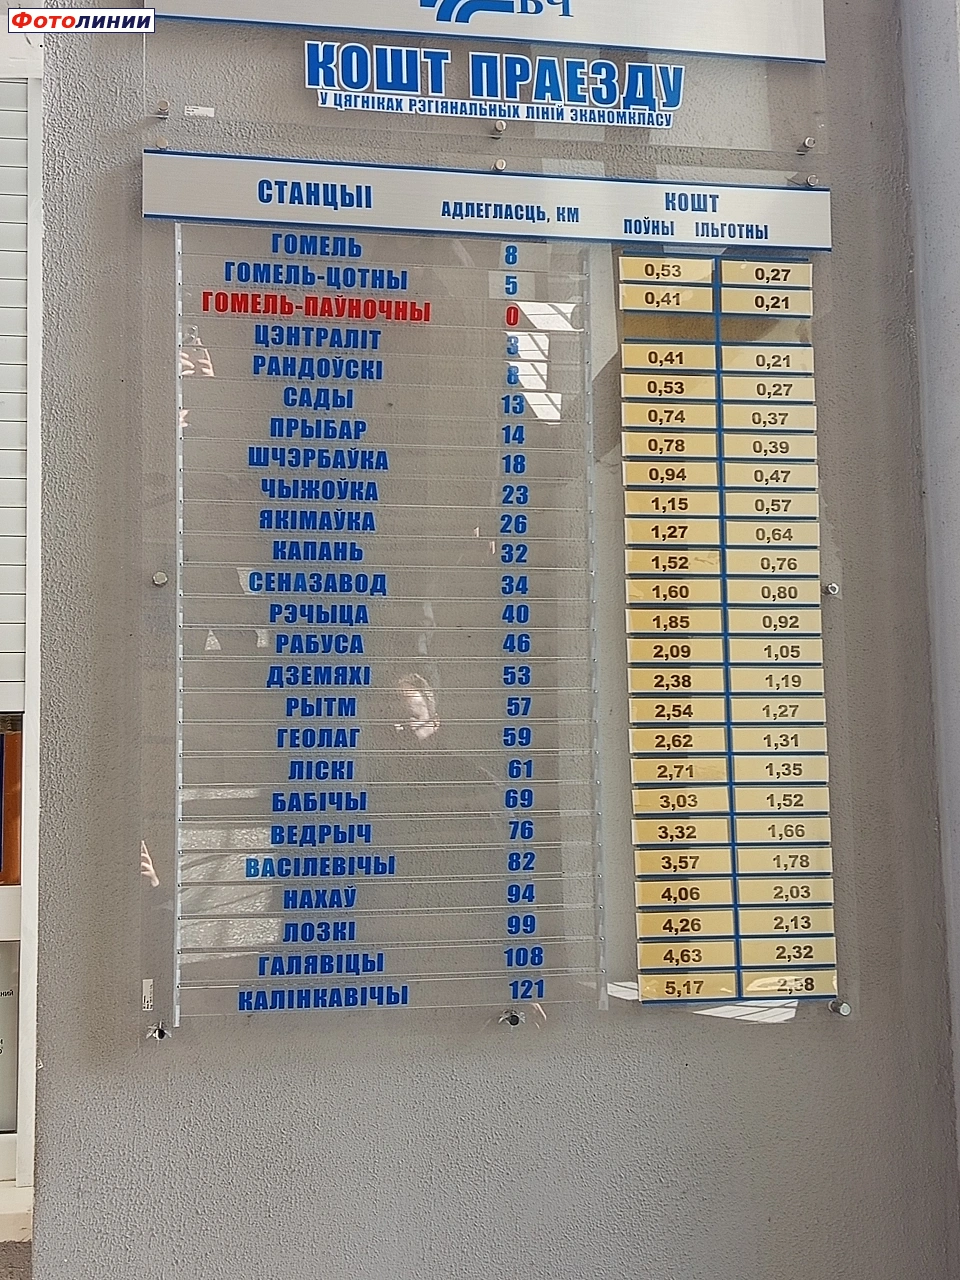 Фотолинии
БЧ
КОШТ ПРАЕЗДУ
У ЦЯГНІКАХ РЭГІЯНАЛЬНЫХ ЛІНІЙ ЭКАНОМКЛАСУ
СТАНЦЫІ АДЛЕГЛАСЦЬ, КМ КОШТ
ПОЎНЫ ІЛЬГОТНЫ
ГОМЕЛЬ 8 0,53 0,27
ГОМЕЛЬ-ЦОТНЫ 5 0,41 0,21
ГОМЕЛЬ-ПАЎНОЧНЫ 0
ЦЭНТРАЛІТ 3 0,41 0,21
РАНДОЎСКІ 8 0,53 0,27
САДЫ 13 0,74 0,37
ПРЫБАР 14 0,78 0,39
ШЧЭРБАЎКА 18 0,94 0,47
ЧЫЖОЎКА 23 1,15 0,57
ЯКІМАЎКА 26 1,27 0,64
КАПАНЬ 32 1,52 0,76
СЕНАЗАВОД 34 1,60 0,80
РЭЧЫЦА 40 1,85 0,92
РАБУСА 46 2,09 1,05
ДЗЕМЯХІ 53 2,38 1,19
РЫТМ 57 2,54 1,27
ГЕОЛАГ 59 2,62 1,31
ЛІСКІ 61 2,71 1,35
БАБІЧЫ 69 3,03 1,52
ВЕДРЫЧ 76 3,32 1,66
ВАСІЛЕВІЧЫ 82 3,57 1,78
НАХАЎ 94 4,06 2,03
ЛОЗКІ 99 4,26 2,13
ГАЛЯВІЦЫ 108 4,63 2,32
КАЛІНКАВІЧЫ 121 5,17 2,58